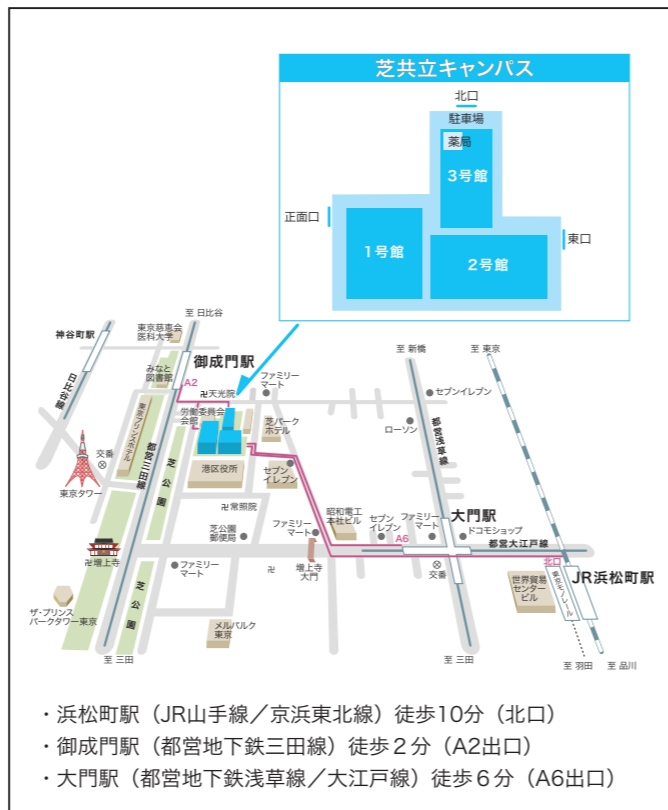 芝共立キャンパス
北口
駐車場
薬局
3号館
正面口
1号館
2号館
東口
至 日比谷
神谷町駅
東京慈恵会
医科大学
御成門駅
至 新橋
至 東京
日比谷線
みなと
図書館
A2
ファミリー
マート
卍天光院
セブンイレブン
東京プリンスホテル
労働委員会
会館
芝パーク
ホテル
ローソン
都営浅草線
都営三田線
芝公園
交番
東京タワー
港区役所
セブン
イレブン
卍常照院
昭和電工
本社ビル
大門駅
芝公園
郵便局
ファミリー
マート
セブン
イレブン
A6
ファミリー
マート
ドコモショップ
都営大江戸線
卍増上寺
ファミリー
マート
卍
増上寺
大門
交番
北口
JR浜松町駅
世界貿易
センター
ビル
東京モノレール
ザ・プリンス
パークタワー東京
芝公園
メルパルク
東京
至 三田
至 三田
至 羽田
至 品川
・浜松町駅（JR山手線／京浜東北線）徒歩10分（北口）
・御成門駅（都営地下鉄三田線）徒歩２分（A2出口）
・大門駅（都営地下鉄浅草線／大江戸線）徒歩６分（A6出口）